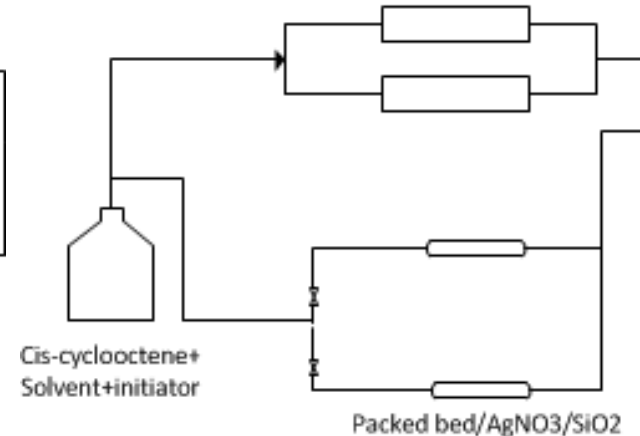 Cis-cyclooctene+
Solvent+initiator
Packed bed/AgNO3/SiO2